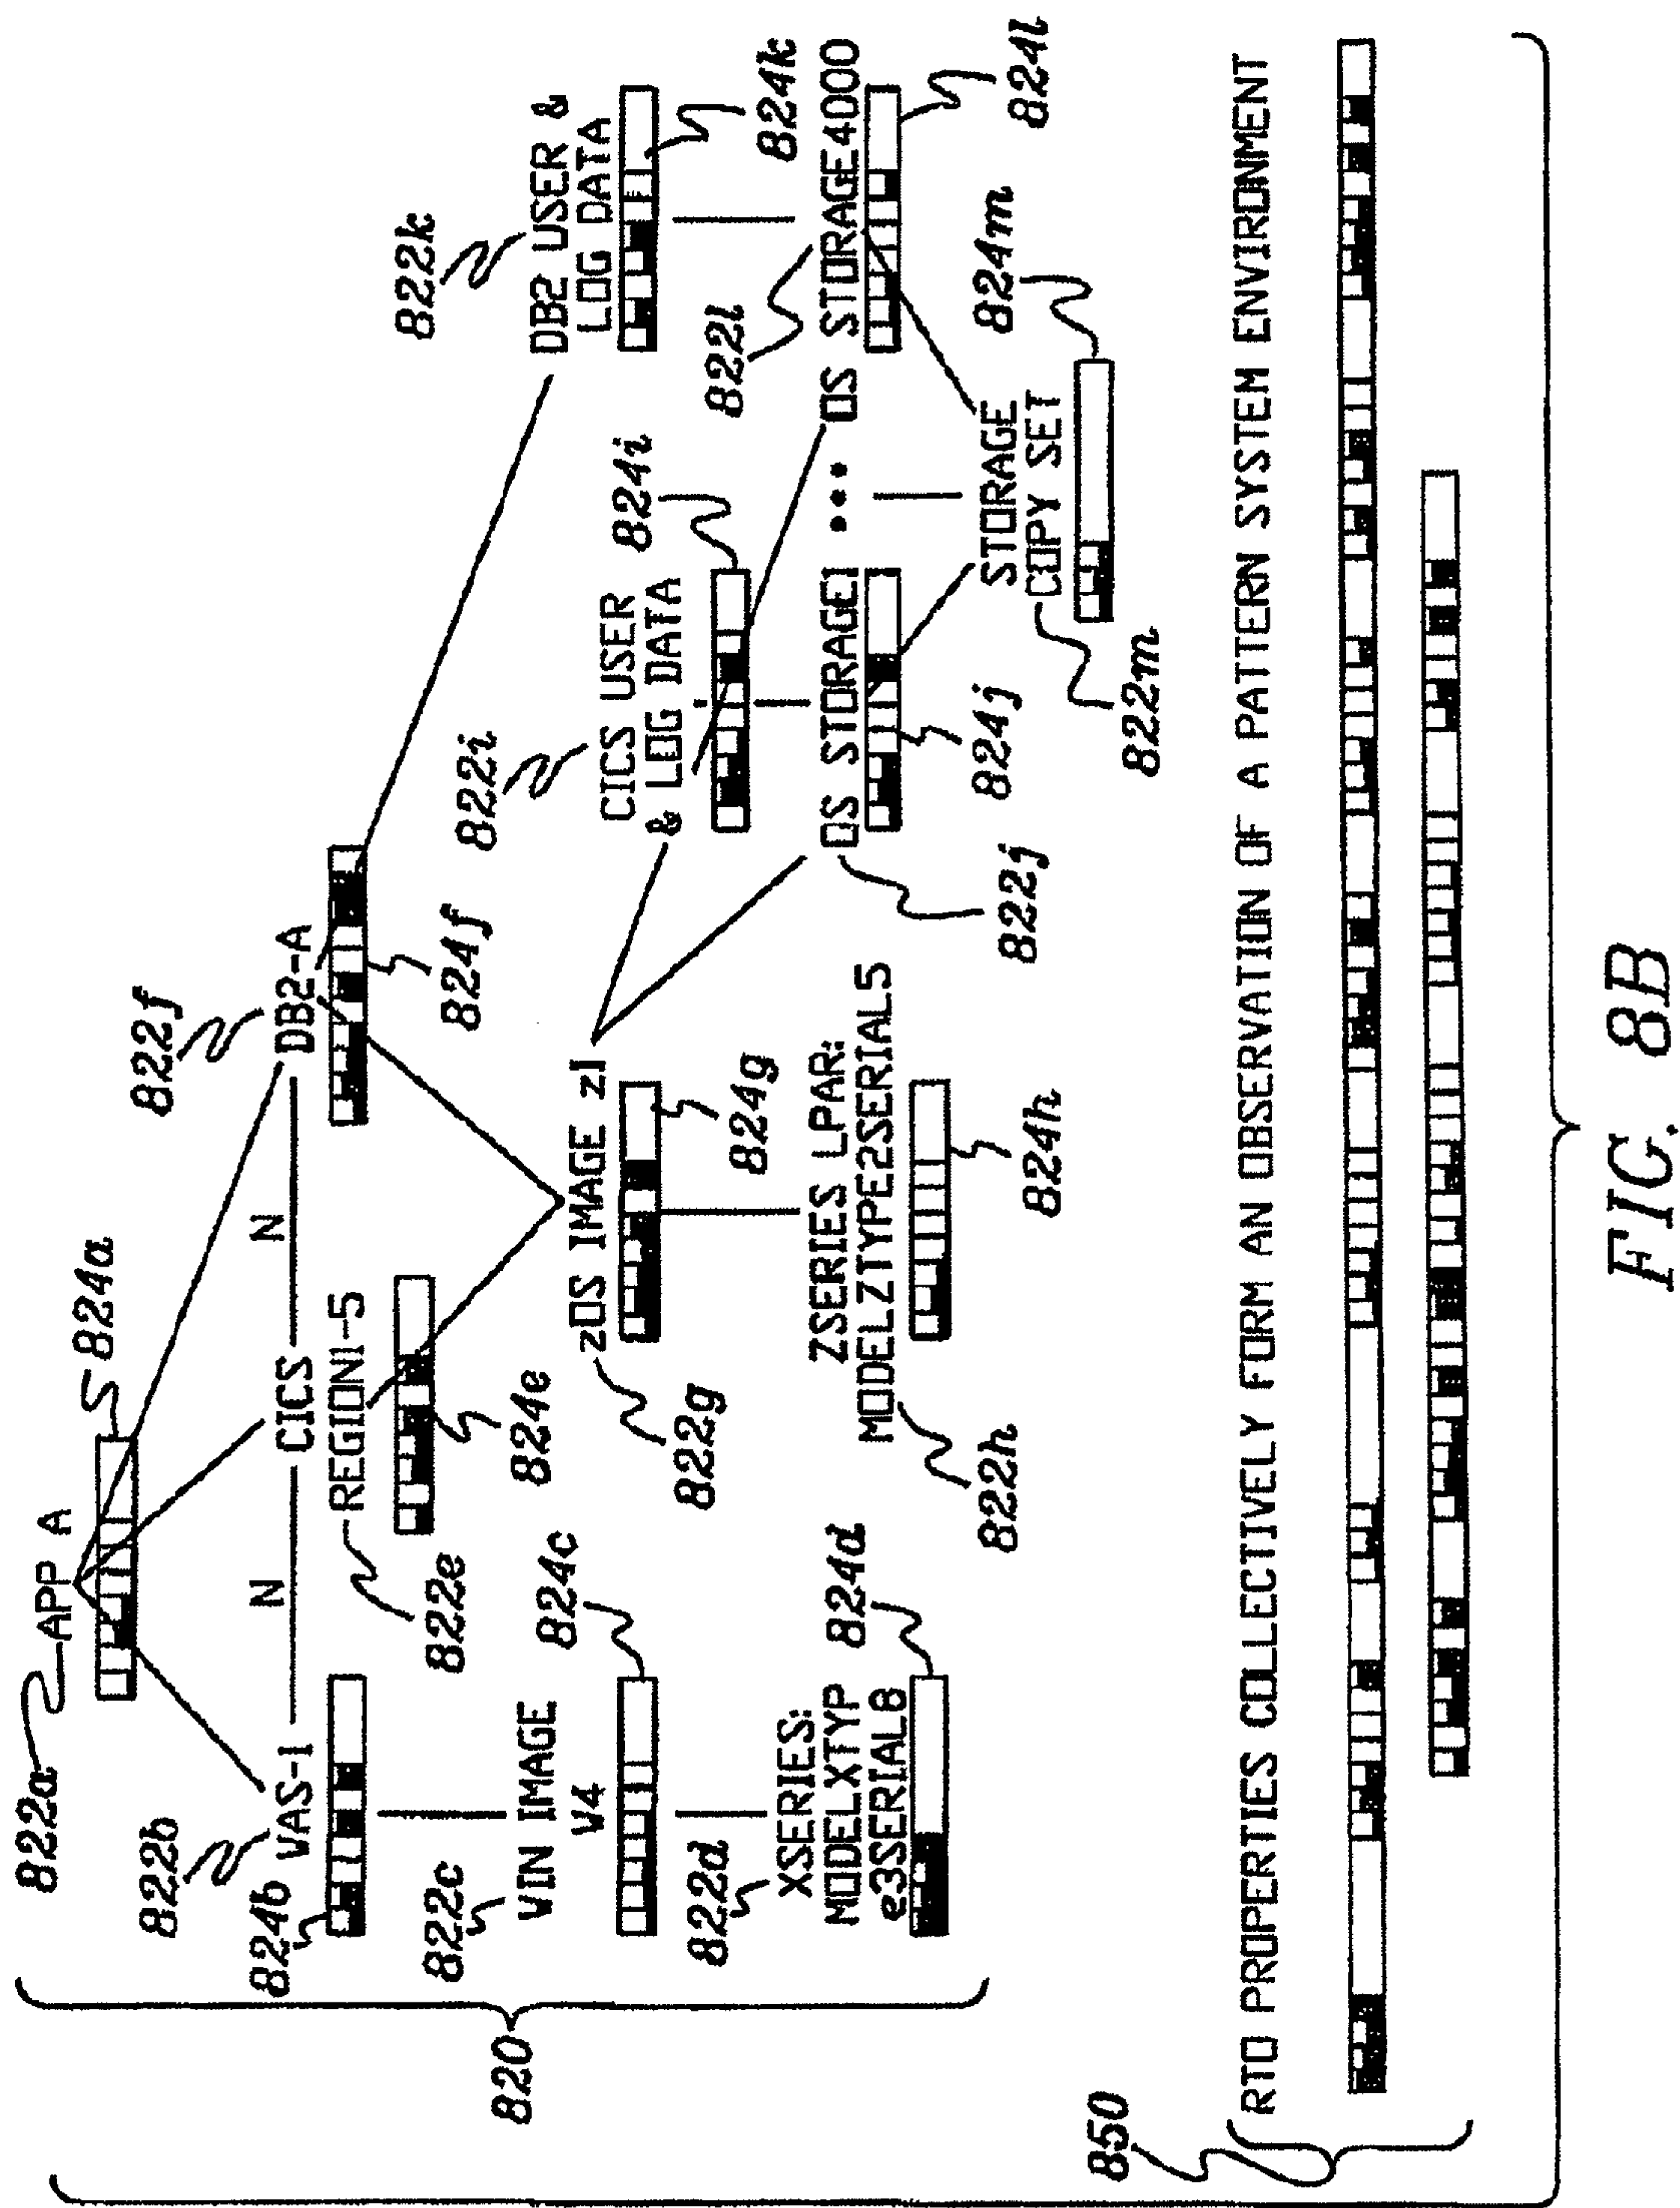 822a
APP A
824a
822b
824b
WAS-1
N
CICS
N
DB2-A
822f
REGION1-5
822e
824e
824f
822c
WIN IMAGE
W4
824c
822g
zOS IMAGE z1
824g
822i
CICS USER
& LOG DATA
824i
822k
DB2 USER &
LOG DATA
824k
820
822d
XSERIES:
MODELXTYP
e3SERIAL8
824d
822h
ZSERIES LPAR:
MODELZTYPE2SERIAL5
824h
822j
OS STORAGE1
•••
OS STORAGE4000
824j
822l
824l
STORAGE
COPY SET
822m
824m
850
RTO PROPERTIES COLLECTIVELY FORM AN OBSERVATION OF A PATTERN SYSTEM ENVIRONMENT
FIG. 8B